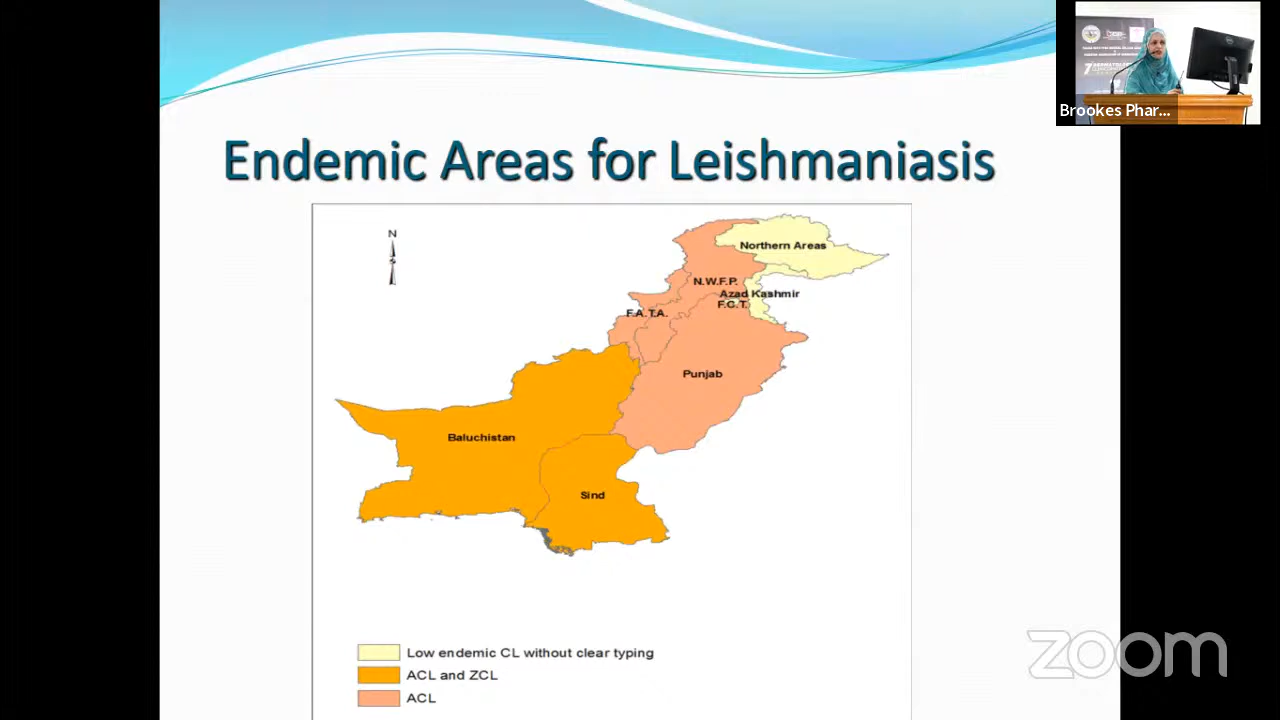 Endemic Areas for Leishmaniasis
N
Northern Areas
N.W.F.P.
Azad Kashmir
F.C.T.
F.A.T.A.
Punjab
Baluchistan
Sind
Low endemic CL without clear typing
ACL and ZCL
ACL
Brookes Phar...
zoom